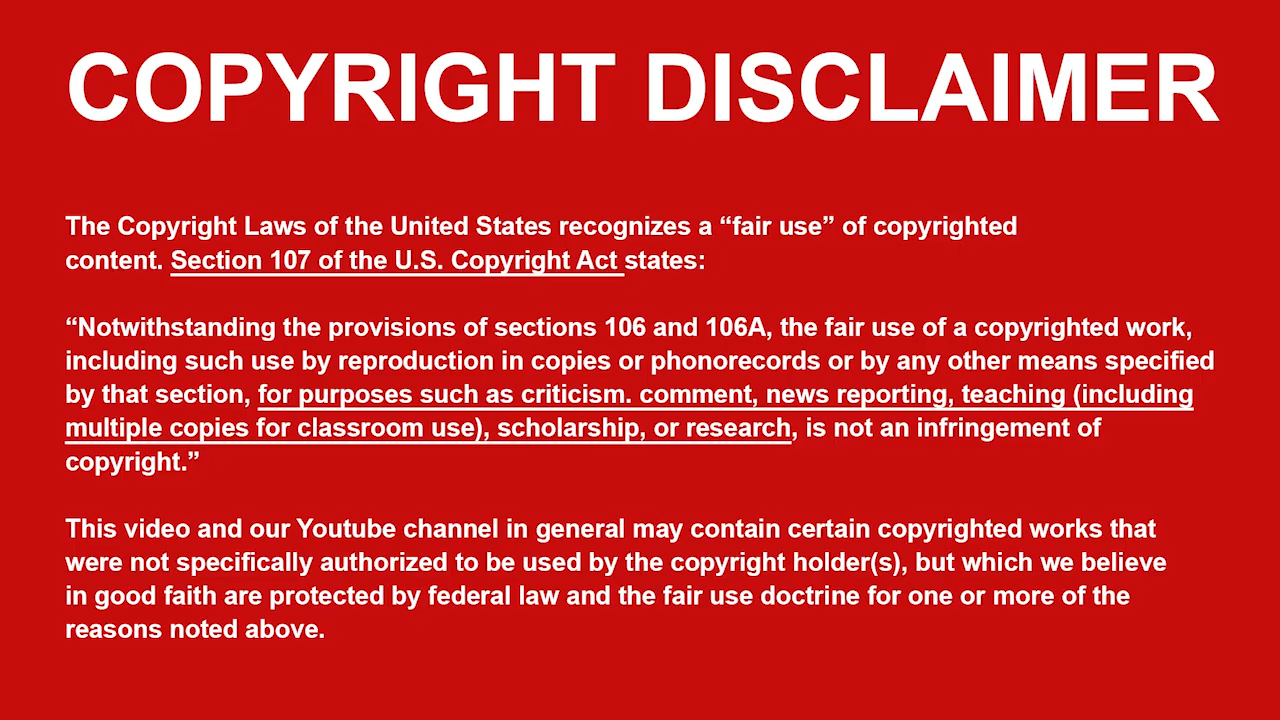 COPYRIGHT DISCLAIMER
The Copyright Laws of the United States recognizes a “fair use” of copyrighted
content. Section 107 of the U.S. Copyright Act states:
“Notwithstanding the provisions of sections 106 and 106A, the fair use of a copyrighted work,
including such use by reproduction in copies or phonorecords or by any other means specified
by that section, for purposes such as criticism. comment, news reporting, teaching (including
multiple copies for classroom use), scholarship, or research, is not an infringement of
copyright.”
This video and our Youtube channel in general may contain certain copyrighted works that
were not specifically authorized to be used by the copyright holder(s), but which we believe
in good faith are protected by federal law and the fair use doctrine for one or more of the
reasons noted above.